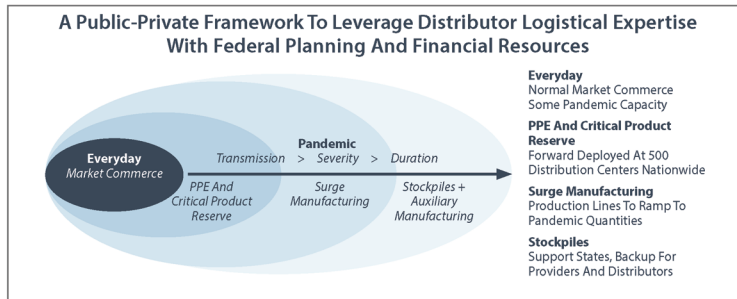 A Public-Private Framework To Leverage Distributor Logistical Expertise
With Federal Planning And Financial Resources
Everyday
Market Commerce
Pandemic
Transmission > Severity > Duration
PPE And
Critical Product
Reserve
Surge
Manufacturing
Stockpiles +
Auxiliary
Manufacturing
Everyday
Normal Market Commerce
Some Pandemic Capacity
PPE And Critical Product
Reserve
Forward Deployed At 500
Distribution Centers Nationwide
Surge Manufacturing
Production Lines To Ramp To
Pandemic Quantities
Stockpiles
Support States, Backup For
Providers And Distributors